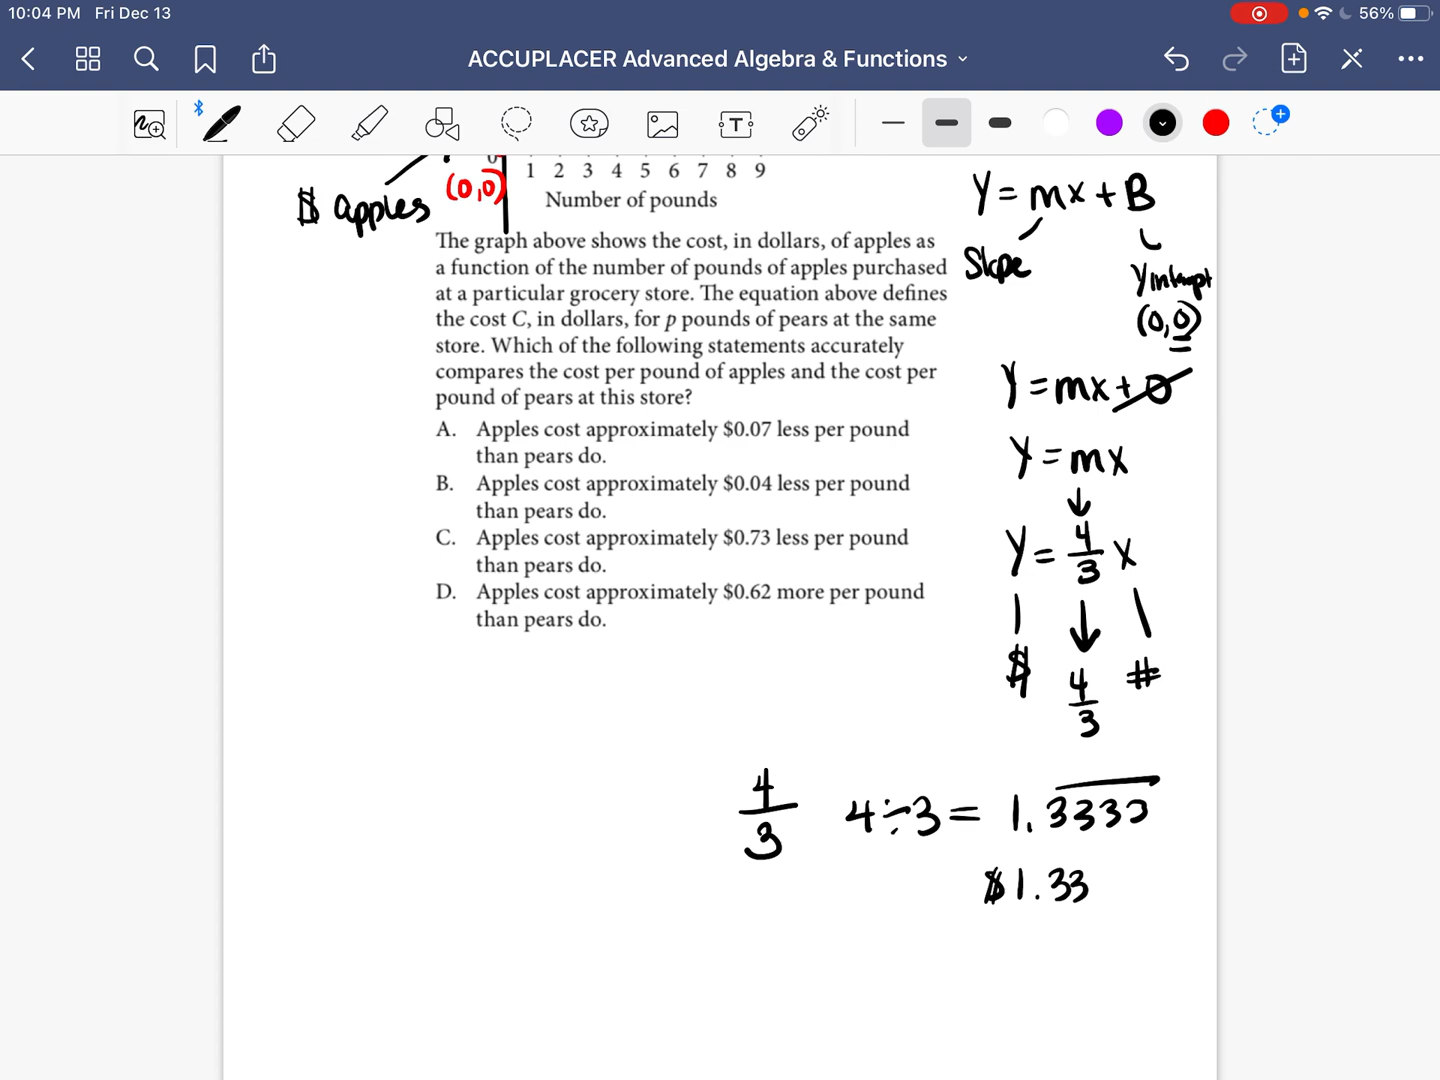 10:04 PM Fri Dec 13
56%
ACCUPLACER Advanced Algebra & Functions
T
1 2 3 4 5 6 7 8 9
Number of pounds
(0,0)
$ apples
The graph above shows the cost, in dollars, of apples as
a function of the number of pounds of apples purchased
at a particular grocery store. The equation above defines
the cost C, in dollars, for p pounds of pears at the same
store. Which of the following statements accurately
compares the cost per pound of apples and the cost per
pound of pears at this store?
A. Apples cost approximately $0.07 less per pound
than pears do.
B. Apples cost approximately $0.04 less per pound
than pears do.
C. Apples cost approximately $0.73 less per pound
than pears do.
D. Apples cost approximately $0.62 more per pound
than pears do.
Y = mx + B
Slope
(0,0)
Y = mx + 0
Y = mx
Y = 4/3 x
$ 4/3 #
4/3 4÷3 = 1.3333
$1.33